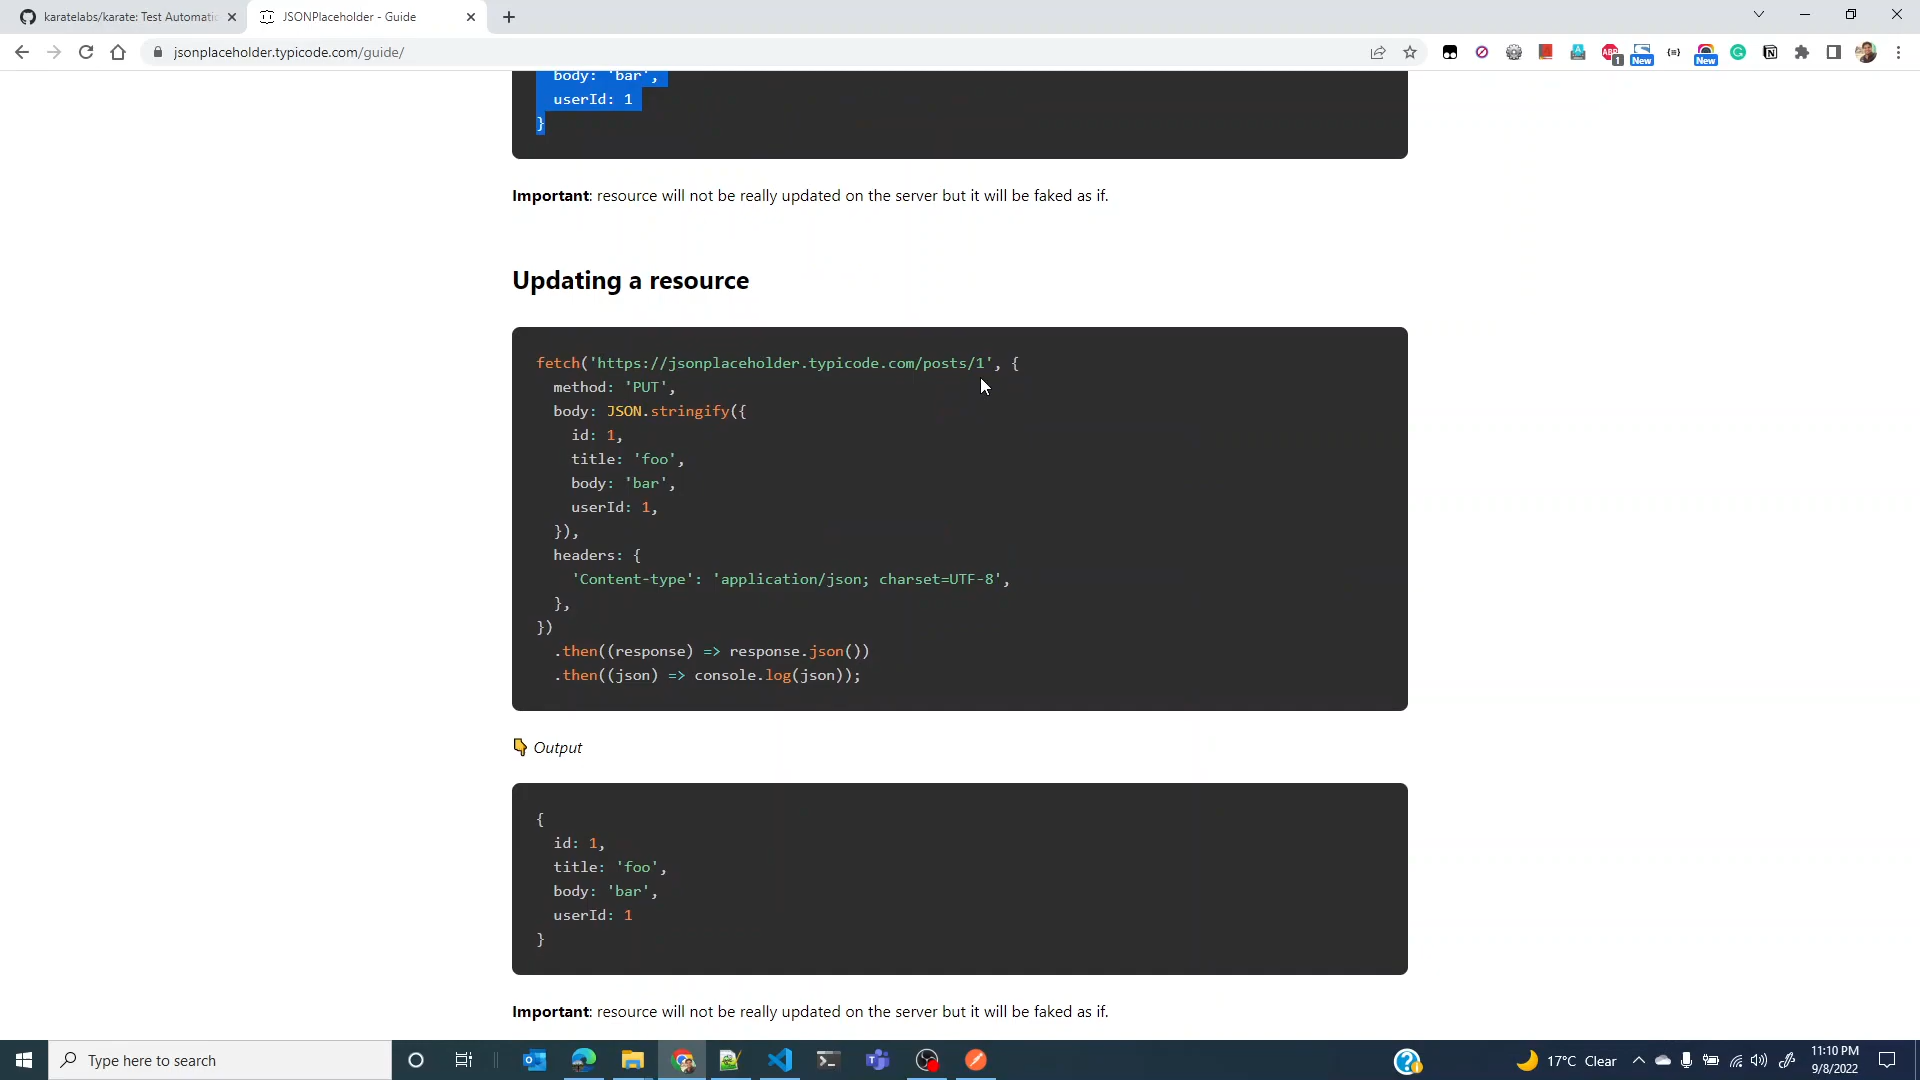 karatelabs/karate: Test Automatic
JSONPlaceholder - Guide
jsonplaceholder.typicode.com/guide/
ABP
1
New
New
body: 'bar',
userId: 1
}
Important: resource will not be really updated on the server but it will be faked as if.
Updating a resource
fetch('https://jsonplaceholder.typicode.com/posts/1', {
method: 'PUT',
body: JSON.stringify({
id: 1,
title: 'foo',
body: 'bar',
userId: 1,
}),
headers: {
'Content-type': 'application/json; charset=UTF-8',
},
})
.then((response) => response.json())
.then((json) => console.log(json));
Output
{
id: 1,
title: 'foo',
body: 'bar',
userId: 1
}
Important: resource will not be really updated on the server but it will be faked as if.
Type here to search
17°C Clear
11:10 PM
9/8/2022